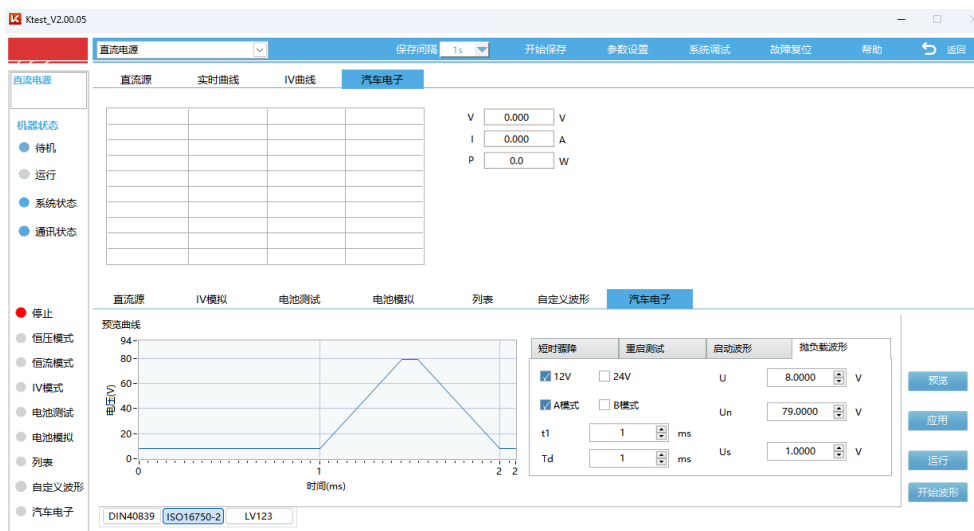 Ktest_V2.00.05
直流电源 保存间隔 1s 开始保存 参数设置 系统调试 故障复位 帮助 返回
直流电源
直流源 实时曲线 IV曲线 汽车电子
V 0.000 V
I 0.000 A
P 0.0 W
机器状态
待机
运行
系统状态
通讯状态
停止
恒压模式
恒流模式
IV模式
电池测试
电池模拟
列表
自定义波形
汽车电子
直流源 IV模拟 电池测试 电池模拟 列表 自定义波形 汽车电子
预览曲线
94
80
60
40
20
0
电压(V)
0 1 2 2
时间(ms)
短时骤降 重启测试 启动波形 抛负载波形
12V 24V U 8.0000 V
A模式 B模式 Un 79.0000 V
t1 1 ms
Td 1 ms Us 1.0000 V
预览
应用
运行
开始波形
DIN40839 ISO16750-2 LV123